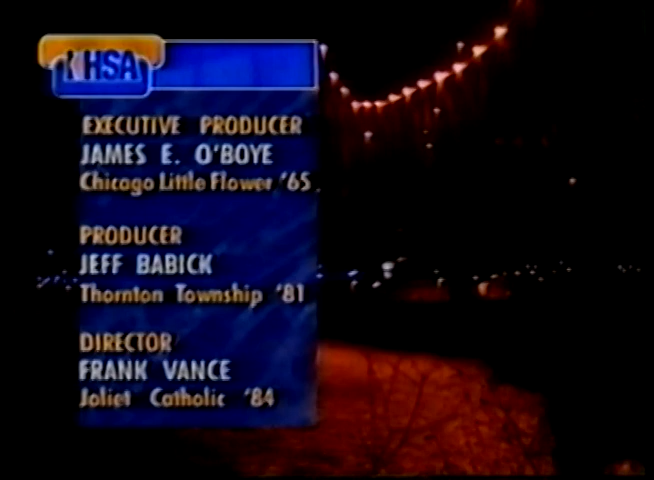 IHSA
EXECUTIVE PRODUCER
JAMES E. O'BOYE
Chicago Little Flower '65
PRODUCER
JEFF BABICK
Thornton Township '81
DIRECTOR
FRANK VANCE
Joliet Catholic '84